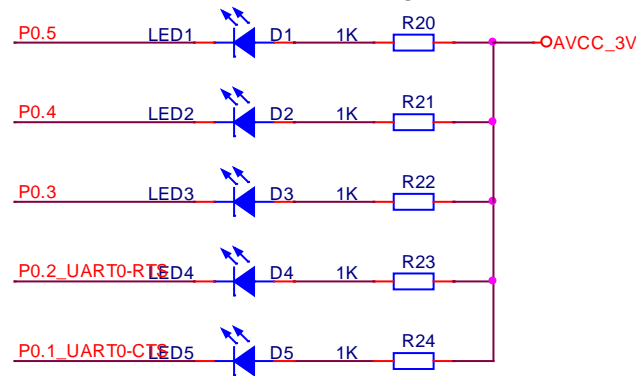 P0.5 LED1 D1 1K R20 AVCC_3V
P0.4 LED2 D2 1K R21
P0.3 LED3 D3 1K R22
P0.2_UART0-RTS LED4 D4 1K R23
P0.1_UART0-CTS LED5 D5 1K R24